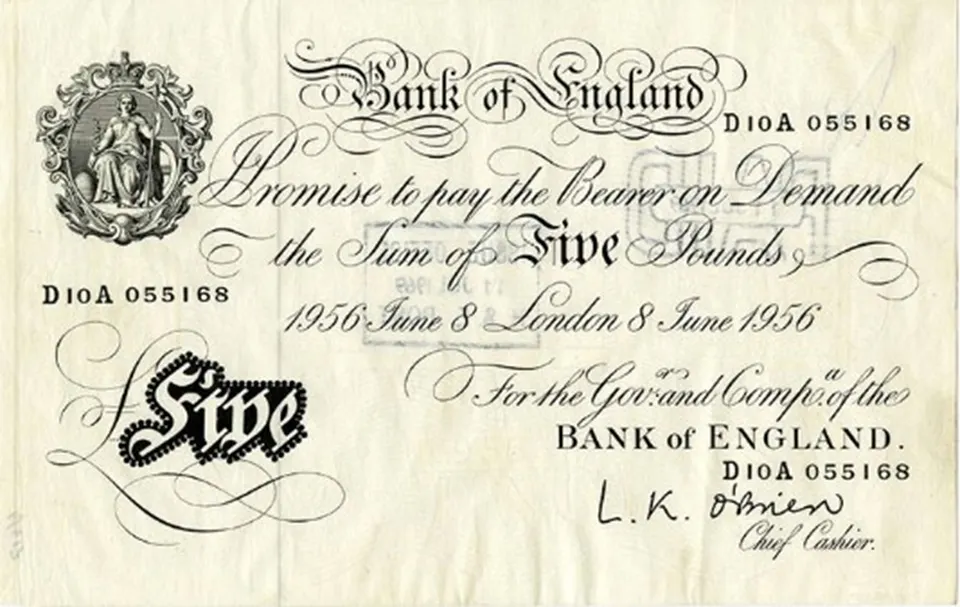 Bank of England
D10A 055168
I Promise to pay the Bearer on Demand
the Sum of Five Pounds
D10A 055168
1956 June 8 London 8 June 1956
£Five
For the Govr. and Compa. of the
BANK of ENGLAND.
D10A 055168
L. K. O'Brien
Chief Cashier.